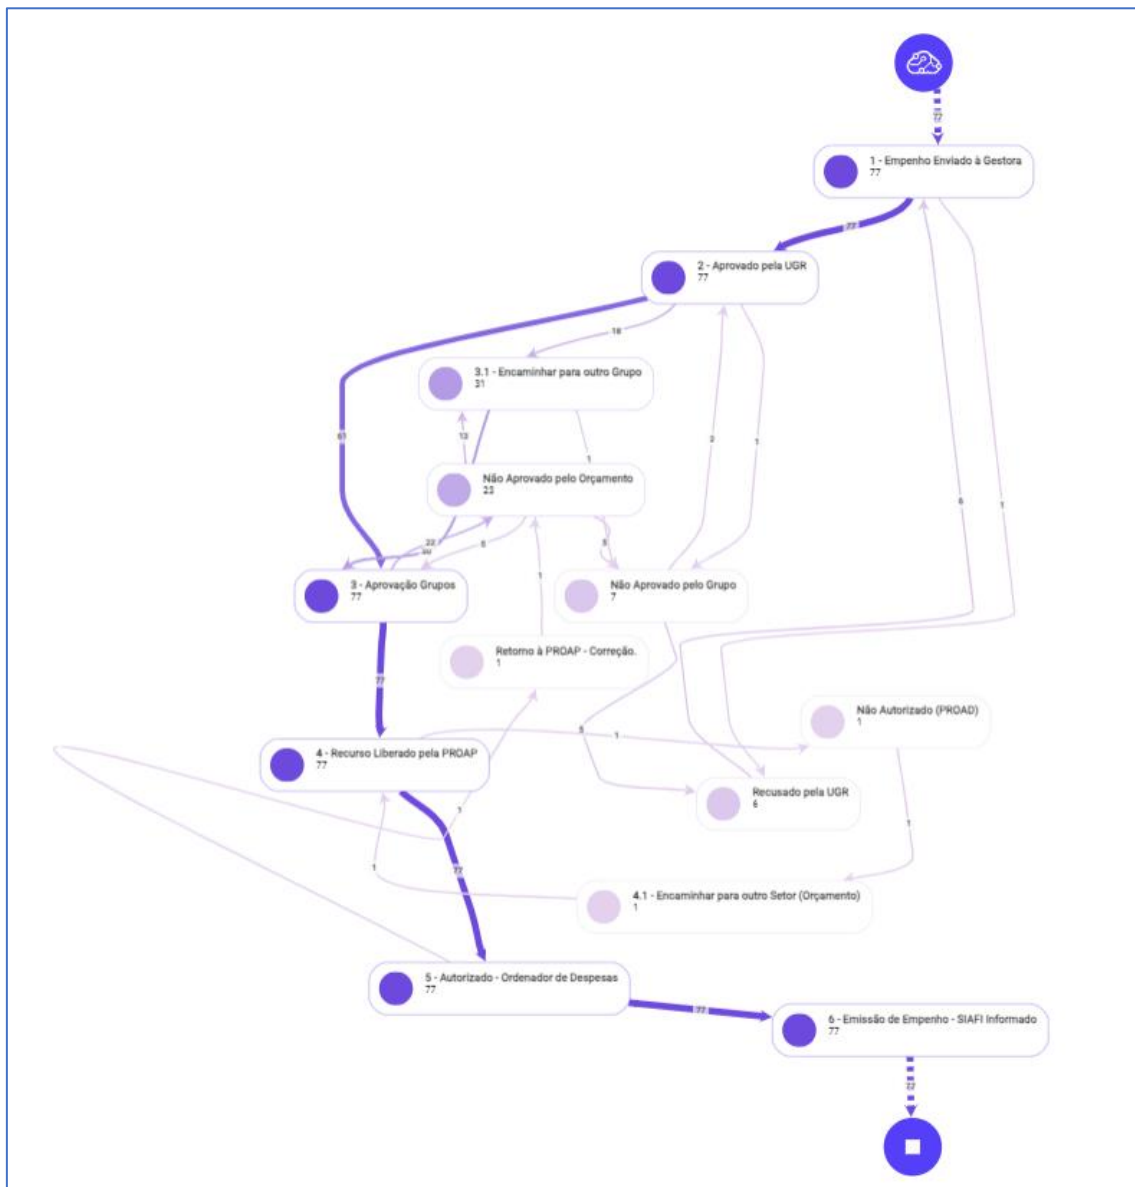 77
1 - Empenho Enviado à Gestora
77
77
2 - Aprovado pela UGR
77
18
3.1 - Encaminhar para outro Grupo
31
61
13
1
2
1
Não Aprovado pelo Orçamento
23
6
1
22
6
5
1
3 - Aprovação Grupos
77
Não Aprovado pelo Grupo
7
Retorno à PROAP - Correção.
1
77
Não Autorizado (PROAD)
1
5
1
4 - Recurso Liberado pela PROAP
77
Recusado pela UGR
6
1
1
77
1
4.1 - Encaminhar para outro Setor (Orçamento)
1
5 - Autorizado - Ordenador de Despesas
77
77
6 - Emissão de Empenho - SIAFI Informado
77
77